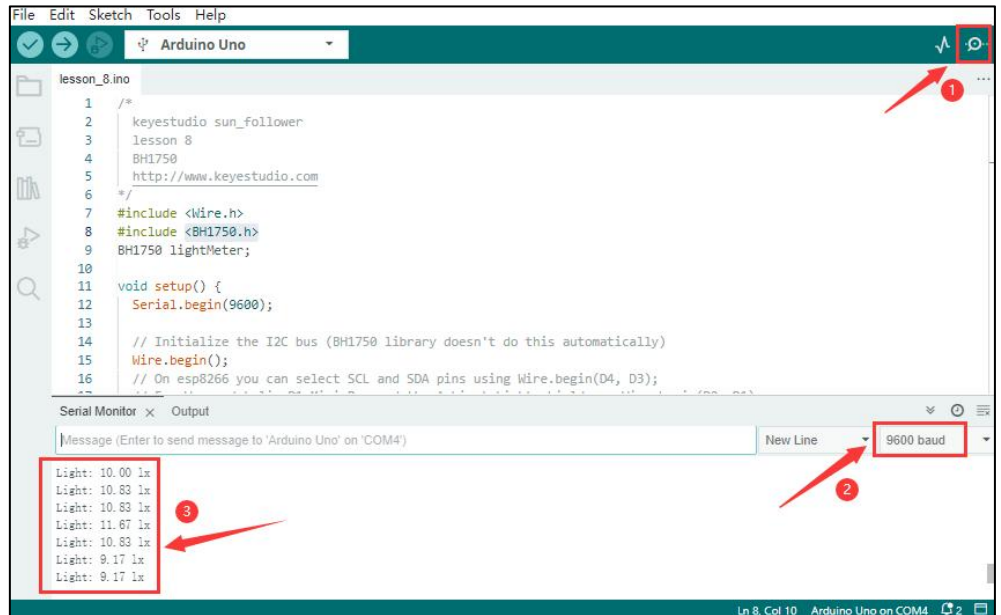 File Edit Sketch Tools Help
Arduino Uno
lesson_8.ino
1
...
1 /*
2 keyestudio sun_follower
3 lesson 8
4 BH1750
5 http://www.keyestudio.com
6 */
7 #include <Wire.h>
8 #include <BH1750.h>
9 BH1750 lightMeter;
10
11 void setup() {
12 Serial.begin(9600);
13
14 // Initialize the I2C bus (BH1750 library doesn't do this automatically)
15 Wire.begin();
16 // On esp8266 you can select SCL and SDA pins using Wire.begin(D4, D3);
Serial Monitor x Output
Message (Enter to send message to 'Arduino Uno' on 'COM4')
New Line
9600 baud
2
Light: 10.00 lx
Light: 10.83 lx
Light: 10.83 lx
3
Light: 11.67 lx
Light: 10.83 lx
Light: 9.17 lx
Light: 9.17 lx
Ln 8, Col 10 Arduino Uno on COM4 2